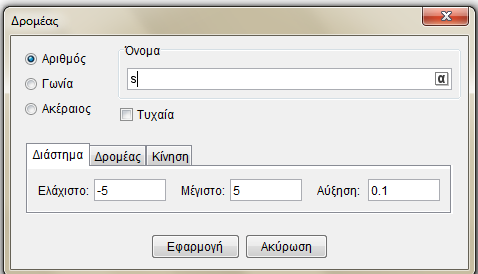 Δρομέας
Αριθμός
Γωνία
Ακέραιος
Όνομα
s α
Τυχαία
Διάστημα Δρομέας Κίνηση
Ελάχιστο: -5 Μέγιστο: 5 Αύξηση: 0.1
Εφαρμογή Ακύρωση